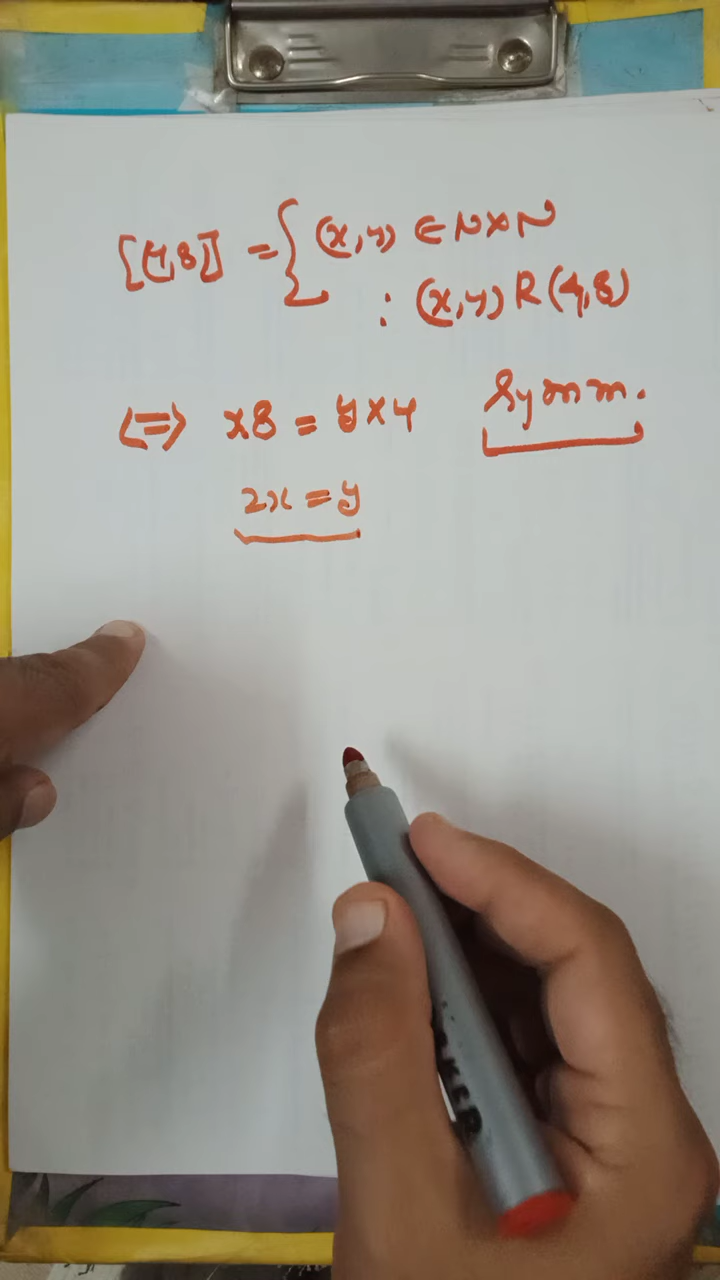 [(4,8)] = { (x,y) ∈ N×N
: (x,y) R (4,8)
⟺ x8 = y×4 Symm.
2x = y